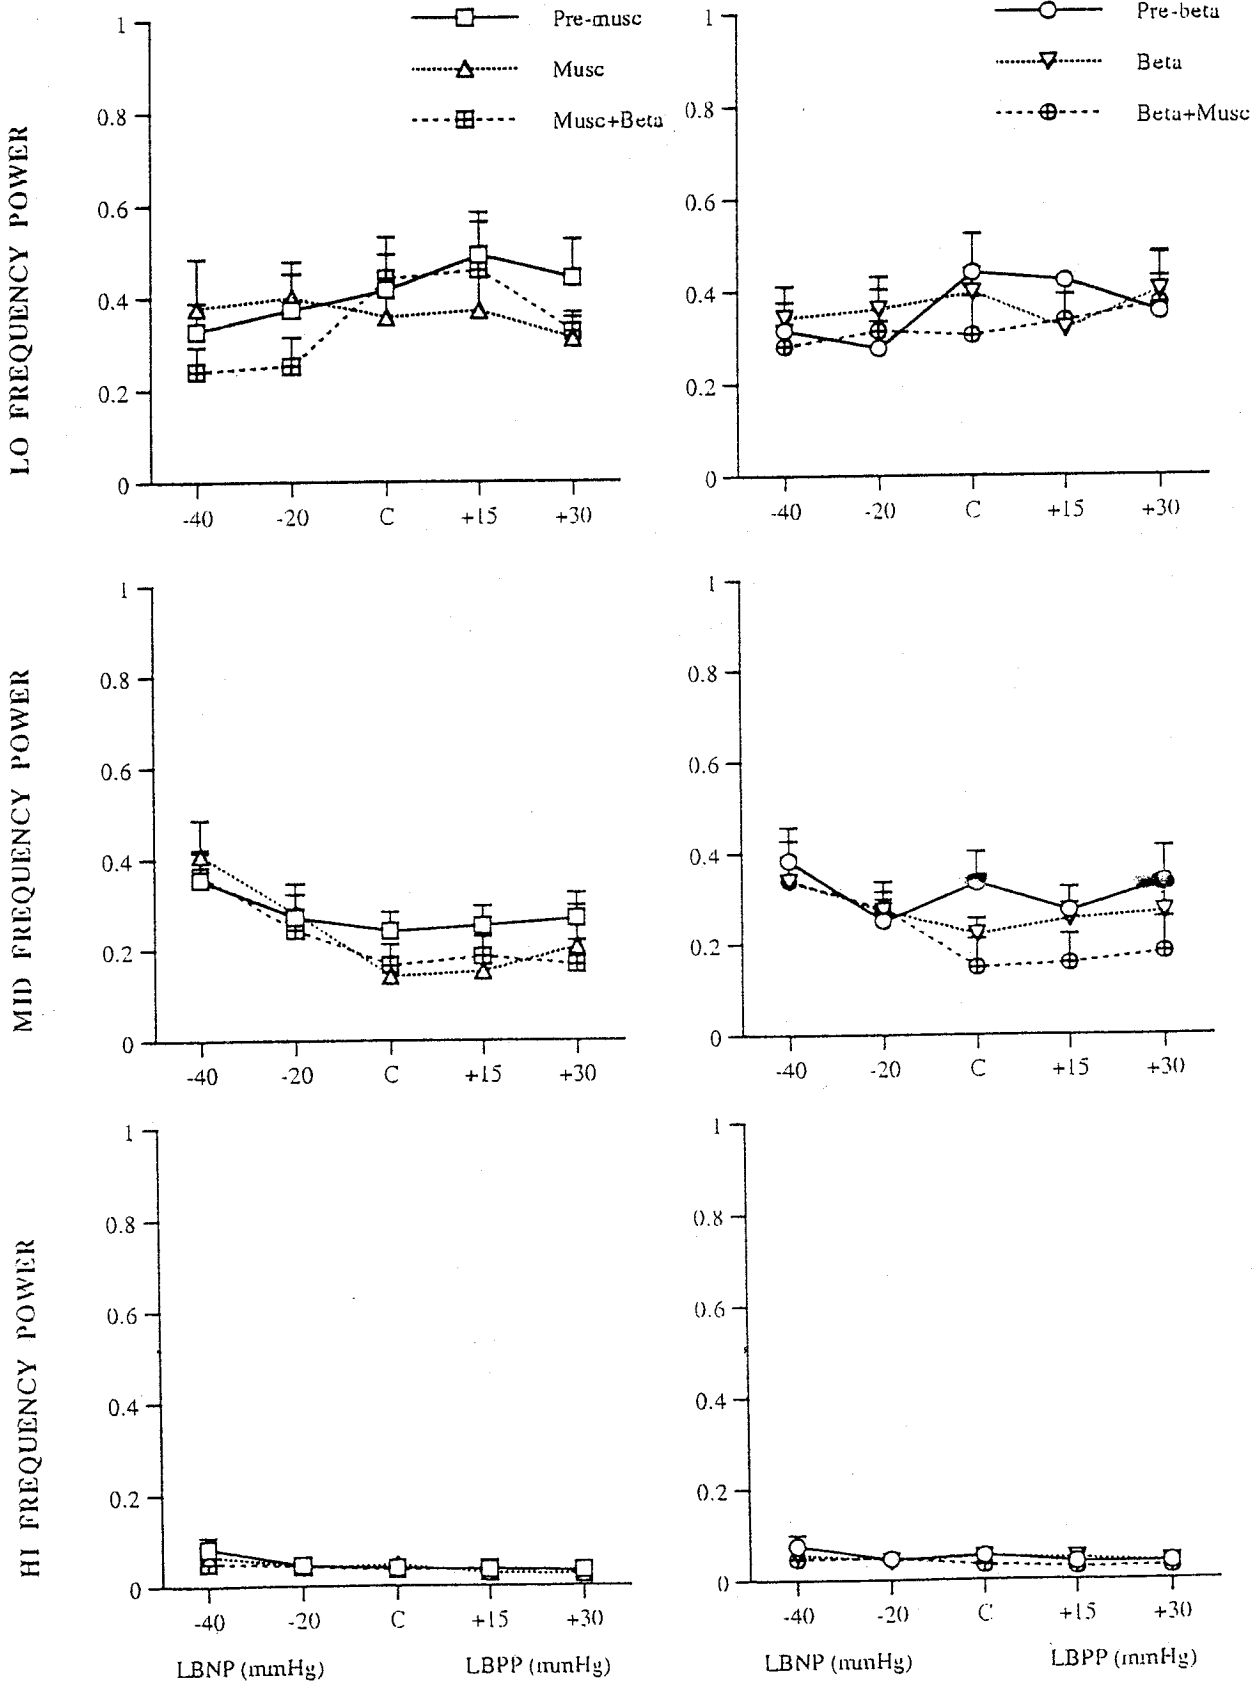 LO FREQUENCY POWER
1
0.8
0.6
0.4
0.2
0
-40 -20 C +15 +30
Pre-musc
Musc
Musc+Beta
1
0.8
0.6
0.4
0.2
0
-40 -20 C +15 +30
Pre-beta
Beta
Beta+Musc
MID FREQUENCY POWER
1
0.8
0.6
0.4
0.2
0
-40 -20 C +15 +30
1
0.8
0.6
0.4
0.2
0
-40 -20 C +15 +30
HI FREQUENCY POWER
1
0.8
0.6
0.4
0.2
0
-40 -20 C +15 +30
LBNP (mmHg) LBPP (mmHg)
1
0.8
0.6
0.4
0.2
0
-40 -20 C +15 +30
LBNP (mmHg) LBPP (mmHg)